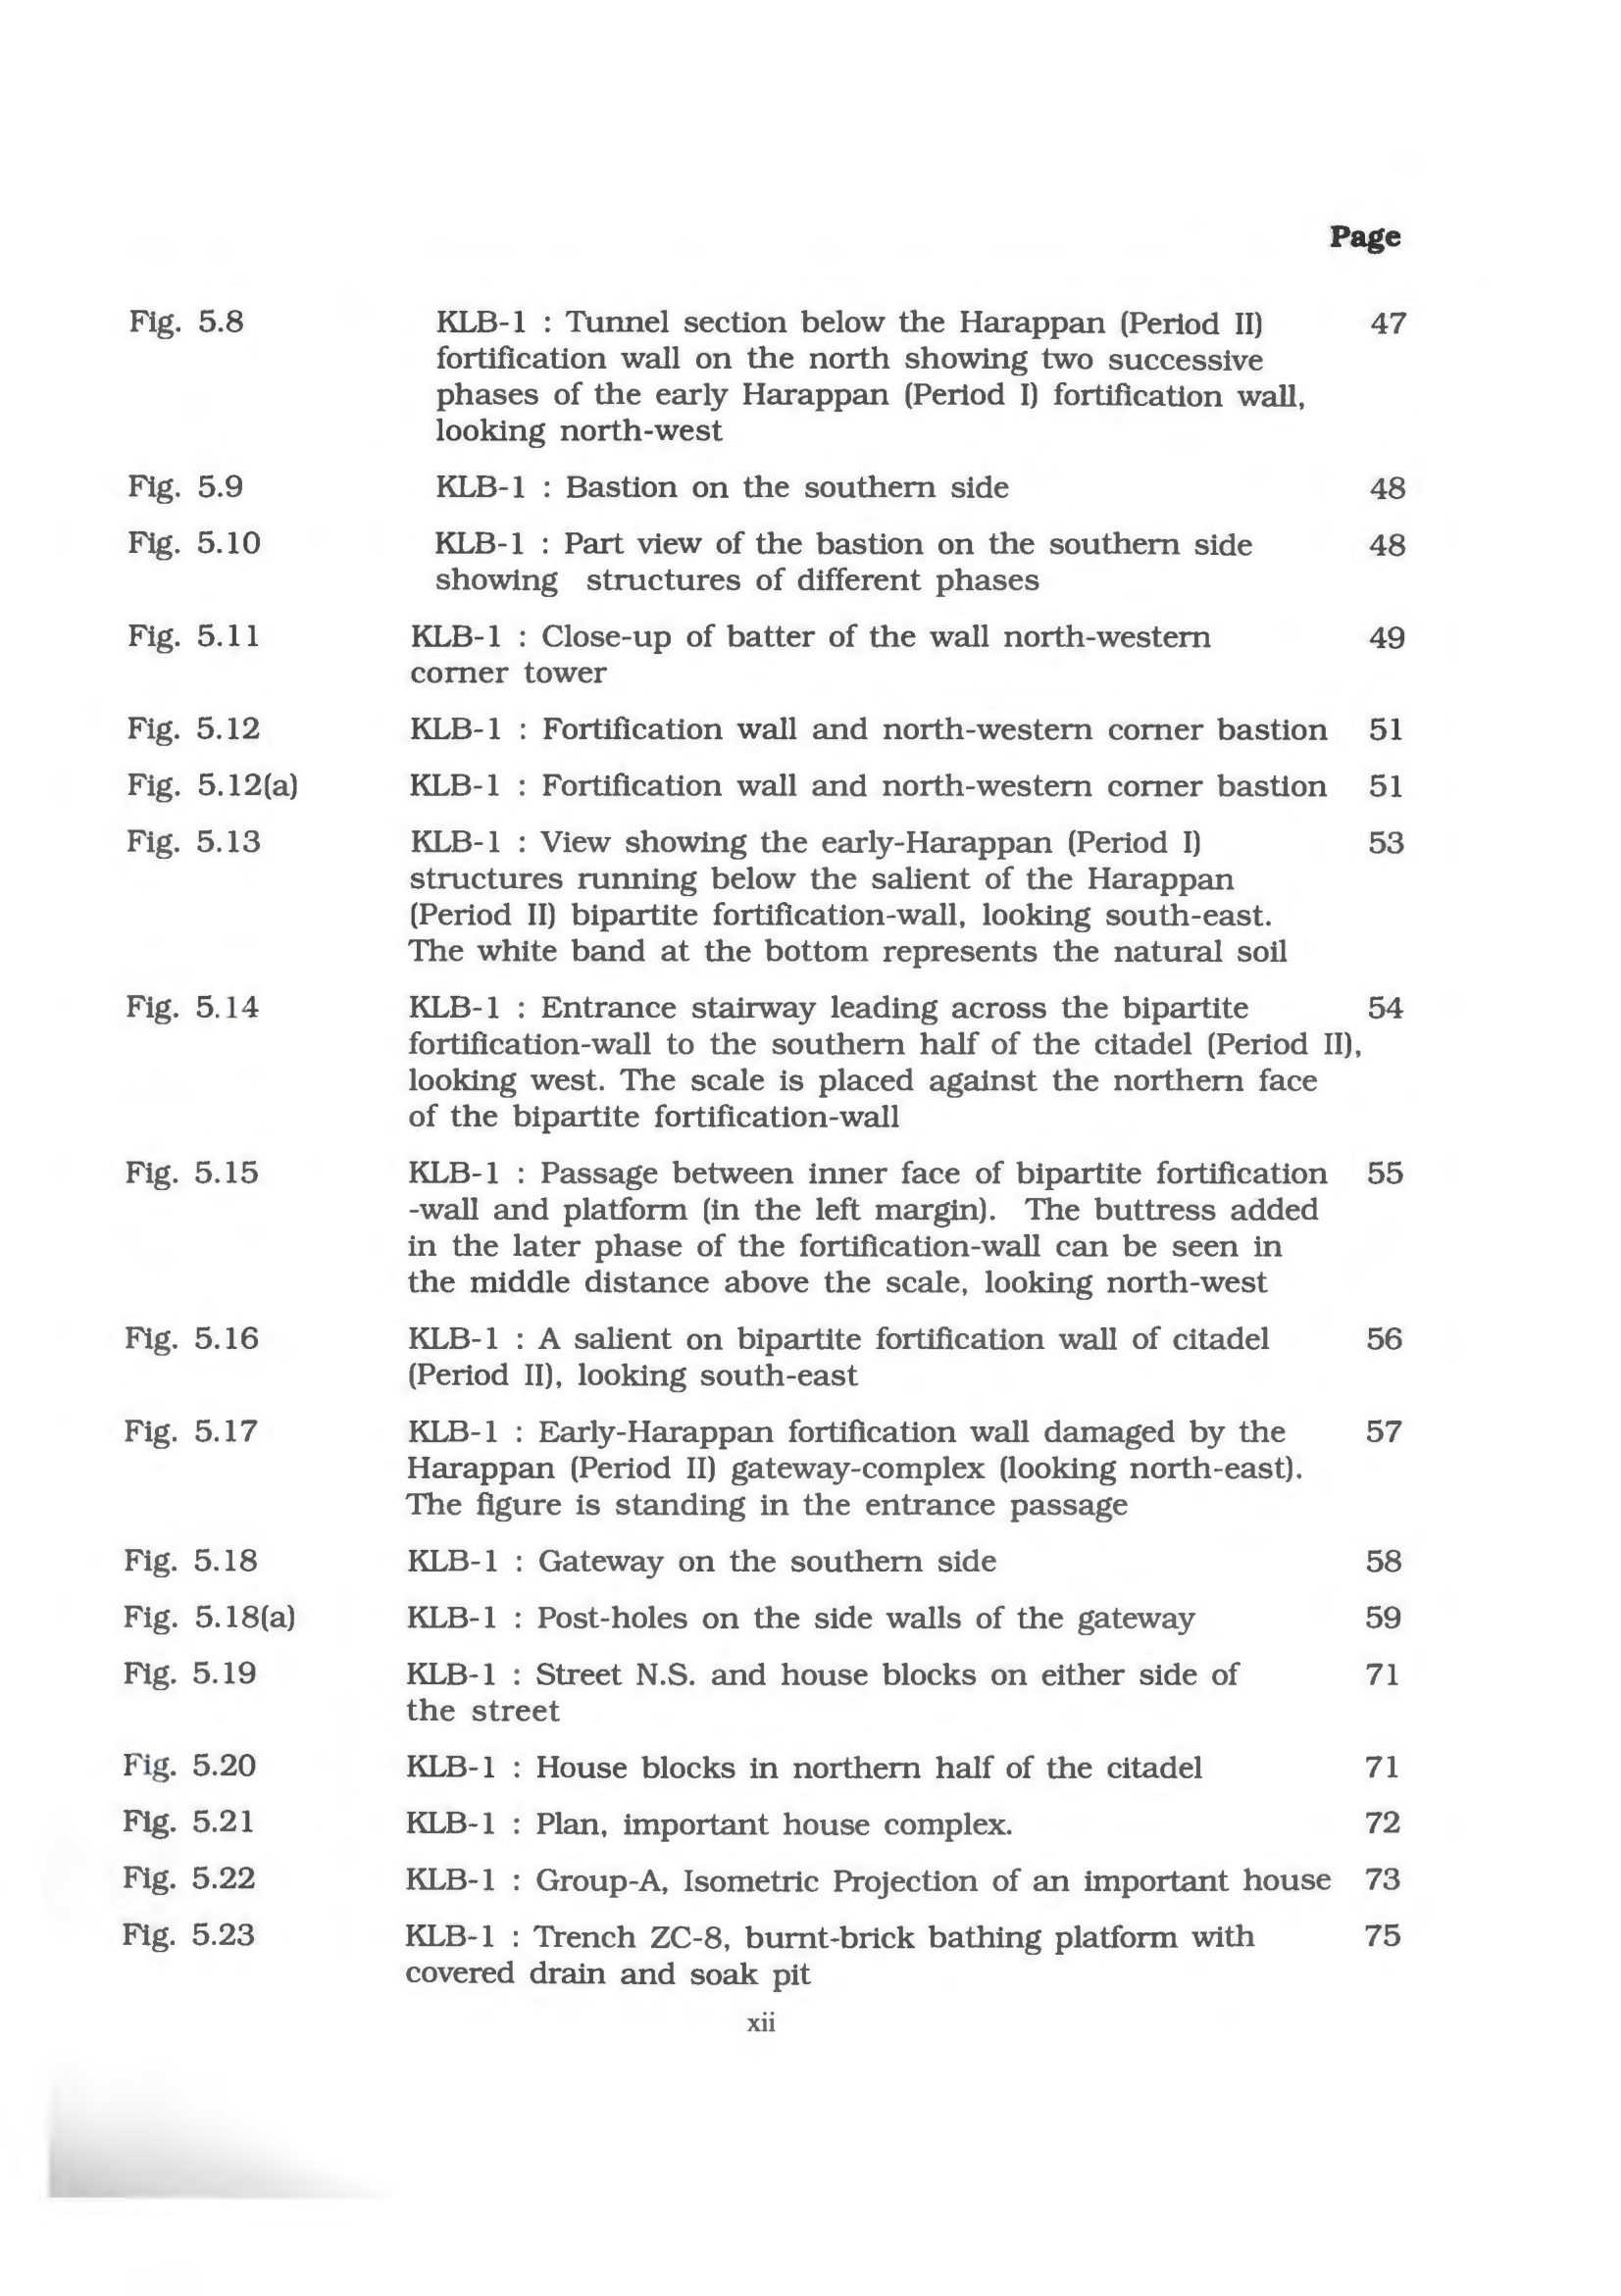 Page
Fig. 5.8 KLB-1 : Tunnel section below the Harappan (Period II) 47
fortification wall on the north showing two successive
phases of the early Harappan (Period I) fortification wall,
looking north-west
Fig. 5.9 KLB-1 : Bastion on the southern side 48
Fig. 5.10 KLB-1 : Part view of the bastion on the southern side 48
showing structures of different phases
Fig. 5.11 KLB-1 : Close-up of batter of the wall north-western 49
corner tower
Fig. 5.12 KLB-1 : Fortification wall and north-western corner bastion 51
Fig. 5.12(a) KLB-1 : Fortification wall and north-western corner bastion 51
Fig. 5.13 KLB-1 : View showing the early-Harappan (Period I) 53
structures running below the salient of the Harappan
(Period II) bipartite fortification-wall, looking south-east.
The white band at the bottom represents the natural soil
Fig. 5.14 KLB-1 : Entrance stairway leading across the bipartite 54
fortification-wall to the southern half of the citadel (Period II),
looking west. The scale is placed against the northern face
of the bipartite fortification-wall
Fig. 5.15 KLB-1 : Passage between inner face of bipartite fortification 55
-wall and platform (in the left margin). The buttress added
in the later phase of the fortification-wall can be seen in
the middle distance above the scale, looking north-west
Fig. 5.16 KLB-1 : A salient on bipartite fortification wall of citadel 56
(Period II), looking south-east
Fig. 5.17 KLB-1 : Early-Harappan fortification wall damaged by the 57
Harappan (Period II) gateway-complex (looking north-east).
The figure is standing in the entrance passage
Fig. 5.18 KLB-1 : Gateway on the southern side 58
Fig. 5.18(a) KLB-1 : Post-holes on the side walls of the gateway 59
Fig. 5.19 KLB-1 : Street N.S. and house blocks on either side of 71
the street
Fig. 5.20 KLB-1 : House blocks in northern half of the citadel 71
Fig. 5.21 KLB-1 : Plan, important house complex. 72
Fig. 5.22 KLB-1 : Group-A, Isometric Projection of an important house 73
Fig. 5.23 KLB-1 : Trench ZC-8, burnt-brick bathing platform with 75
covered drain and soak pit
xii